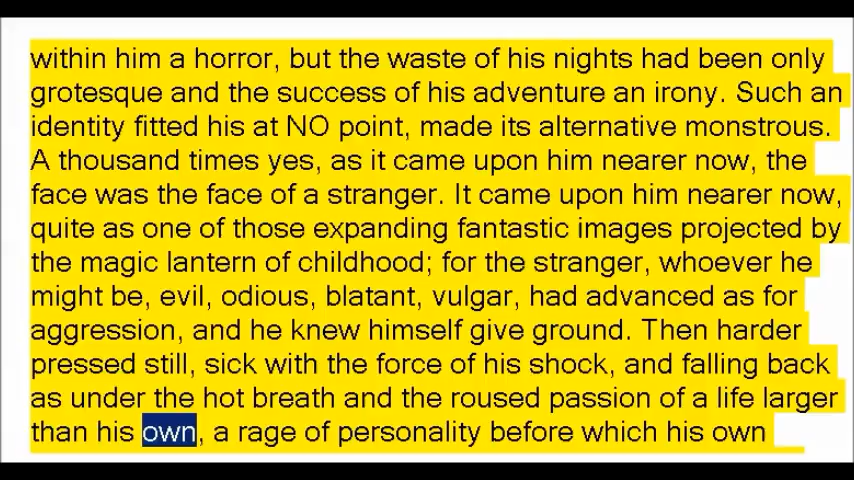 within him a horror, but the waste of his nights had been only
grotesque and the success of his adventure an irony. Such an
identity fitted his at NO point, made its alternative monstrous.
A thousand times yes, as it came upon him nearer now, the
face was the face of a stranger. It came upon him nearer now,
quite as one of those expanding fantastic images projected by
the magic lantern of childhood; for the stranger, whoever he
might be, evil, odious, blatant, vulgar, had advanced as for
aggression, and he knew himself give ground. Then harder
pressed still, sick with the force of his shock, and falling back
as under the hot breath and the roused passion of a life larger
than his own, a rage of personality before which his own